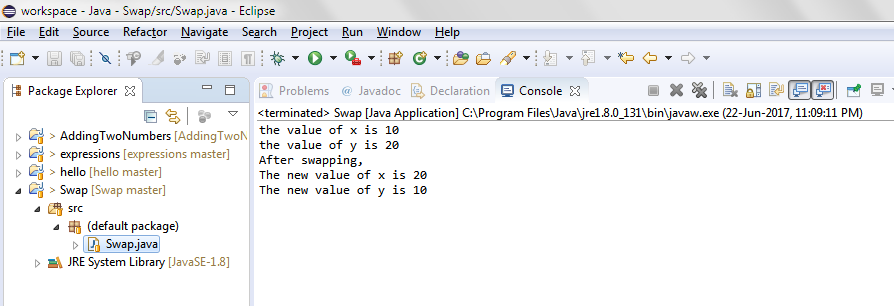 workspace - Java - Swap/src/Swap.java - Eclipse
File Edit Source Refactor Navigate Search Project Run Window Help
Package Explorer
Problems @ Javadoc Declaration Console
<terminated> Swap [Java Application] C:\Program Files\Java\jre1.8.0_131\bin\javaw.exe (22-Jun-2017, 11:09:11 PM)
> AddingTwoNumbers [AddingTwoN
> expressions [expressions master]
> hello [hello master]
> Swap [Swap master]
src
(default package)
Swap.java
JRE System Library [JavaSE-1.8]
the value of x is 10
the value of y is 20
After swapping,
The new value of x is 20
The new value of y is 10